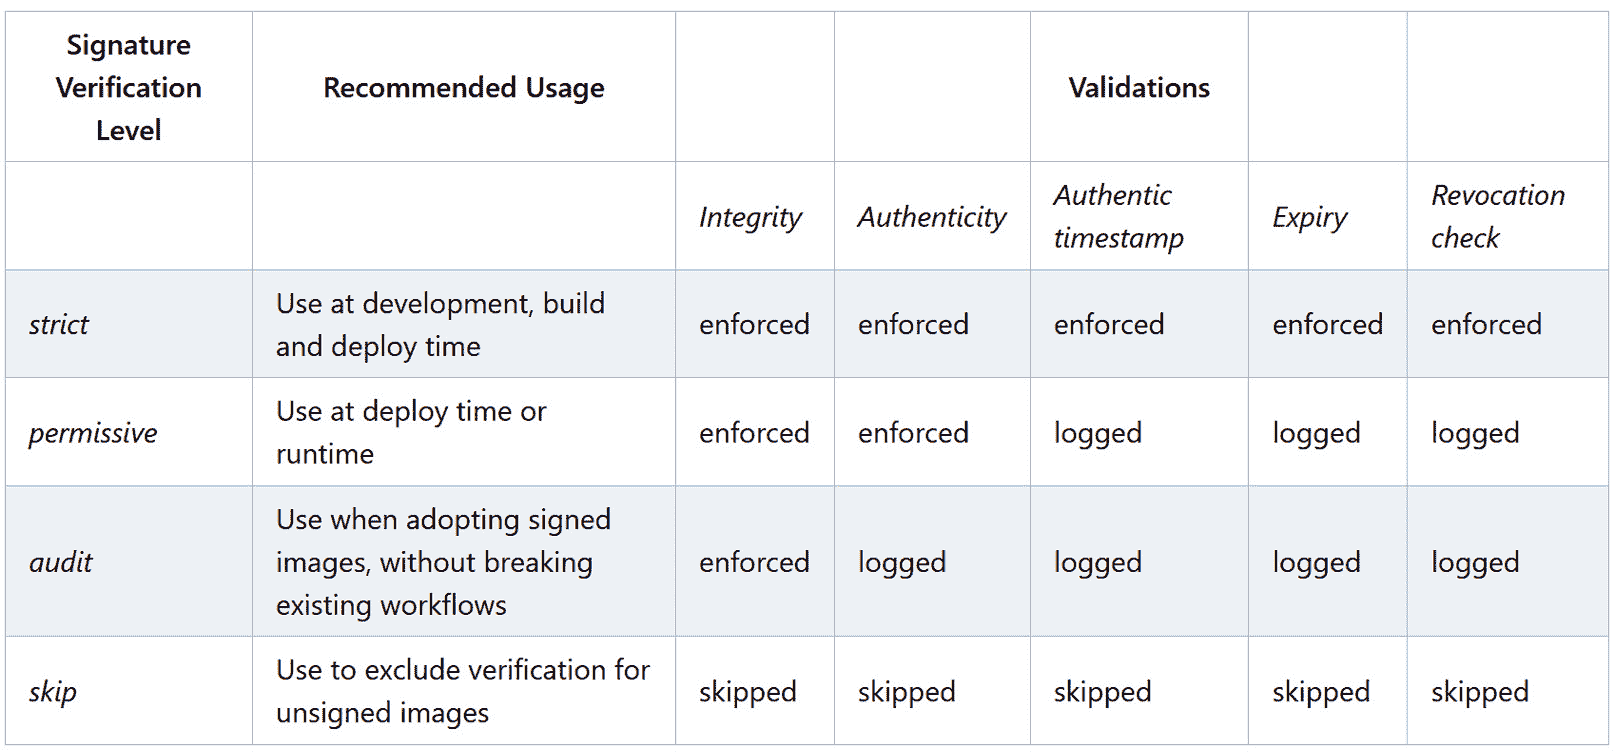 Signature
Verification
Level
Recommended Usage
Validations
Integrity
Authenticity
Authentic
timestamp
Expiry
Revocation
check
strict
Use at development, build
and deploy time
enforced
enforced
enforced
enforced
enforced
permissive
Use at deploy time or
runtime
enforced
enforced
logged
logged
logged
audit
Use when adopting signed
images, without breaking
existing workflows
enforced
logged
logged
logged
logged
skip
Use to exclude verification for
unsigned images
skipped
skipped
skipped
skipped
skipped